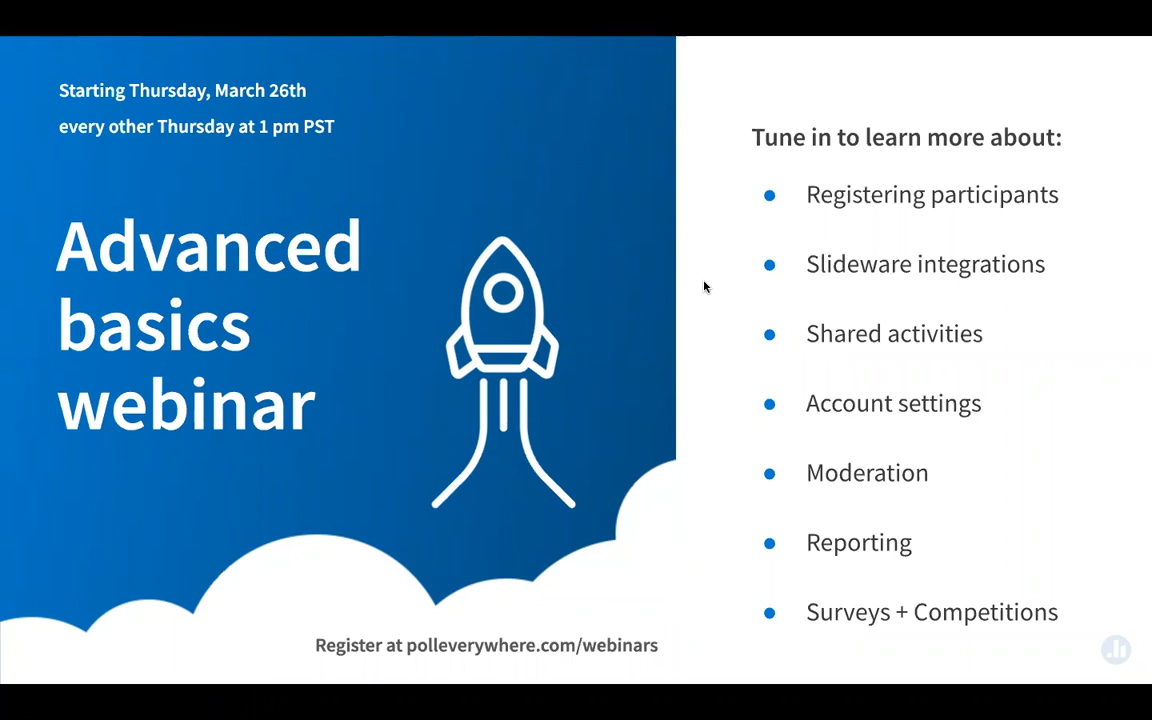 Starting Thursday, March 26th
every other Thursday at 1 pm PST
Advanced
basics
webinar
Register at polleverywhere.com/webinars
Tune in to learn more about:
Registering participants
Slideware integrations
Shared activities
Account settings
Moderation
Reporting
Surveys + Competitions